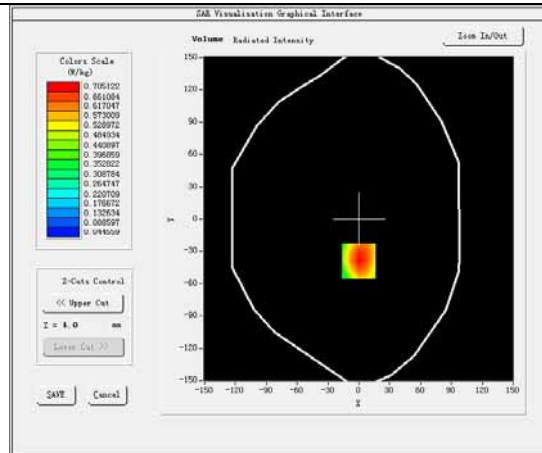 SAR Visualisation Graphical Interface
Volume Radiated Intensity
Zoom In/Out
Colors Scale
(W/kg)
0.705122
0.661084
0.617047
0.573009
0.528972
0.484934
0.440897
0.396859
0.352822
0.308784
0.264747
0.220709
0.176672
0.132634
0.088597
0.044559
150
120
90
60
30
0
-30
-60
-90
-120
-150
Y
-150 -120 -90 -60 -30 0 30 60 90 120 150
X
Z-Cuts Control
<< Upper Cut
Z = 4.0 mm
Lower Cut >>
SAVE Cancel